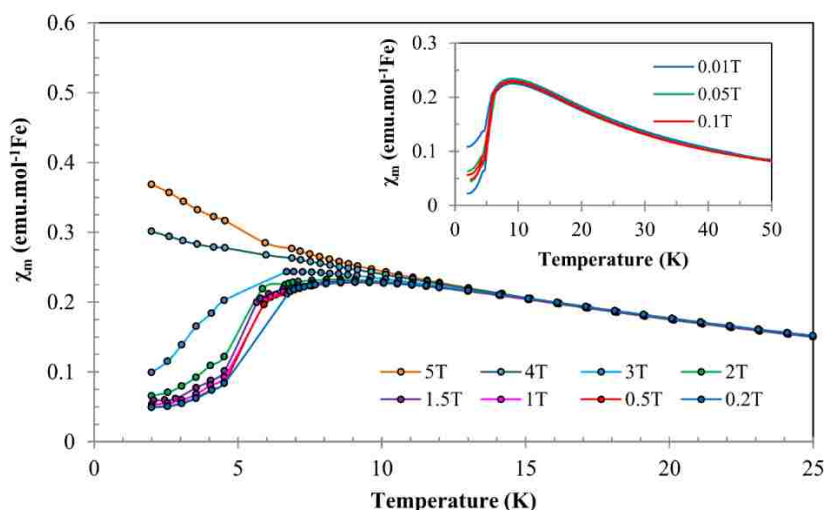 0.6
0.5
0.4
0.3
0.2
0.1
0
χm (emu.mol-1Fe)
0 5 10 15 20 25
Temperature (K)
5T 4T 3T 2T
1.5T 1T 0.5T 0.2T
0.3
0.2
0.1
0
χm (emu.mol-1Fe)
0 10 20 30 40 50
Temperature (K)
0.01T
0.05T
0.1T